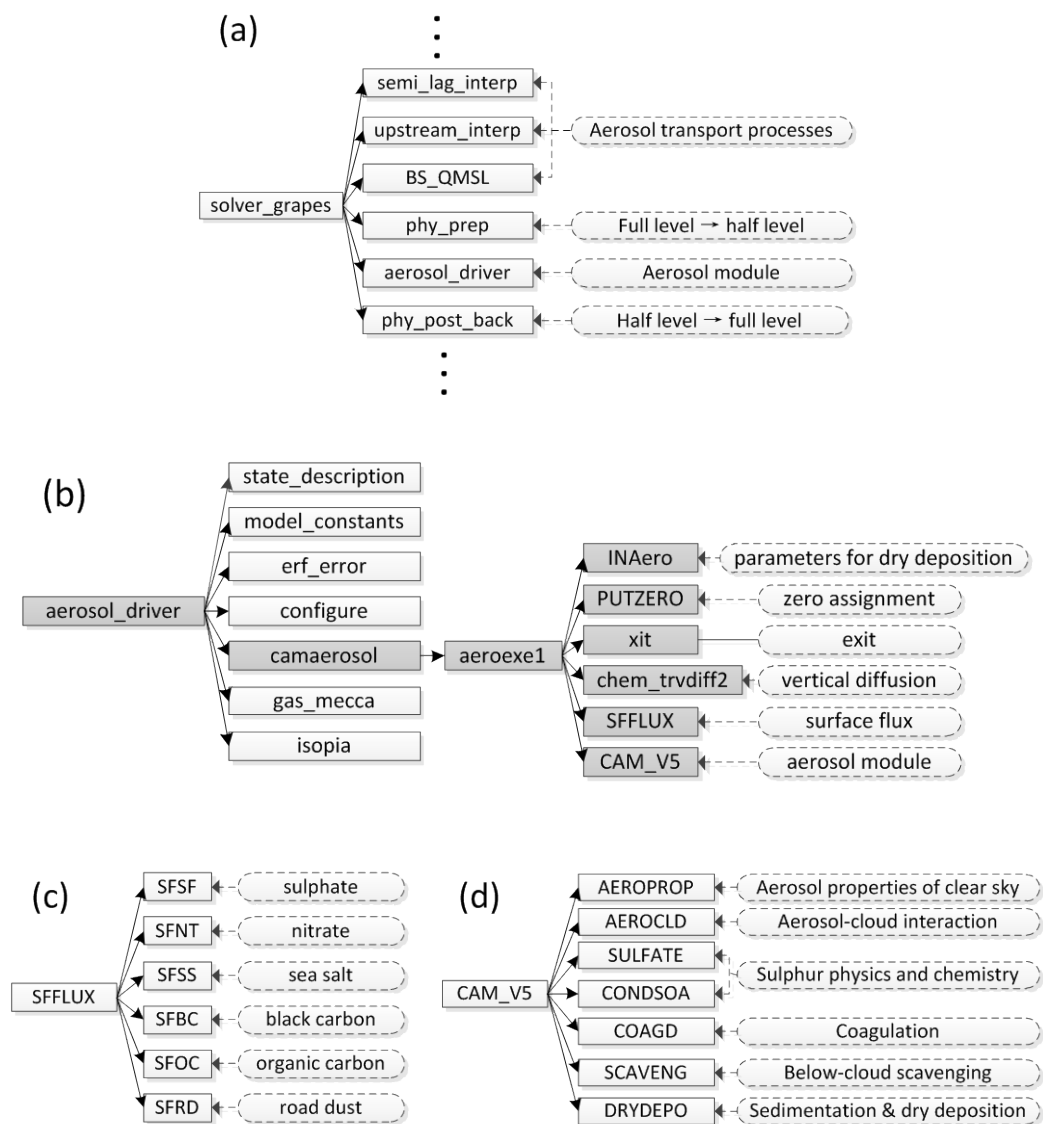 (a)
semi_lag_interp
upstream_interp
Aerosol transport processes
BS_QMSL
solver_grapes
phy_prep
Full level → half level
aerosol_driver
Aerosol module
phy_post_back
Half level → full level
(b)
state_description
model_constants
erf_error
aerosol_driver
configure
camaerosol
gas_mecca
isopia
aeroexe1
INAero
parameters for dry deposition
PUTZERO
zero assignment
xit
exit
chem_trvdiff2
vertical diffusion
SFFLUX
surface flux
CAM_V5
aerosol module
(c)
SFSF
sulphate
SFNT
nitrate
SFSS
sea salt
SFFLUX
SFBC
black carbon
SFOC
organic carbon
SFRD
road dust
(d)
AEROPROP
Aerosol properties of clear sky
AEROCLD
Aerosol-cloud interaction
SULFATE
Sulphur physics and chemistry
CAM_V5
CONDSOA
COAGD
Coagulation
SCAVENG
Below-cloud scavenging
DRYDEPO
Sedimentation & dry deposition